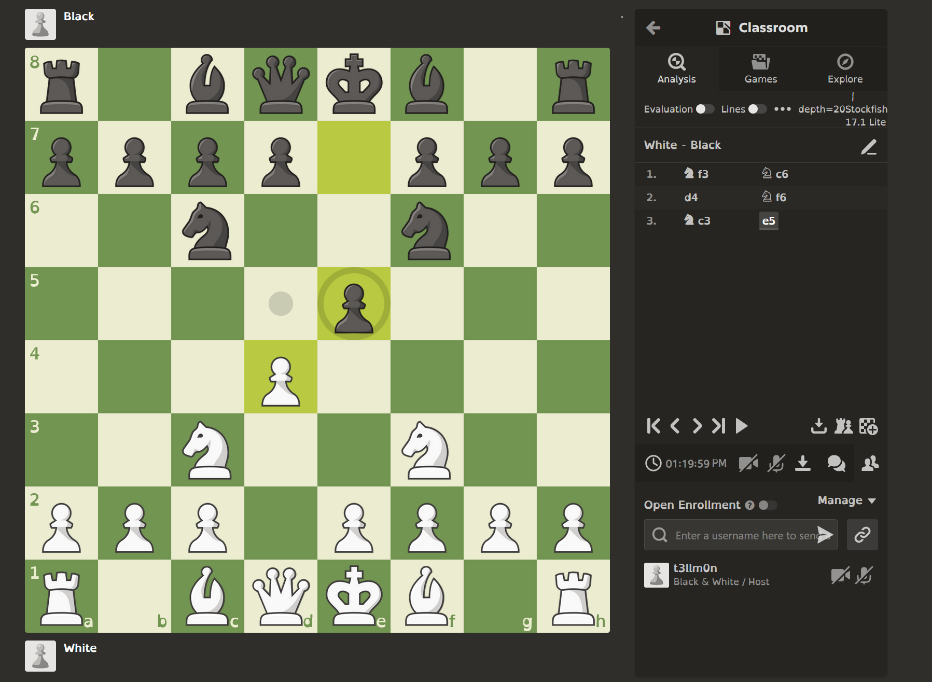 Black
8
7
6
5
4
3
2
1
a b c d e f g h
White
Classroom
Analysis Games Explore
Evaluation Lines depth=20Stockfish
17.1 Lite
White - Black
1. f3 c6
2. d4 f6
3. c3 e5
01:19:59 PM
Open Enrollment ? Manage
Enter a username here to send
t3llm0n
Black & White / Host